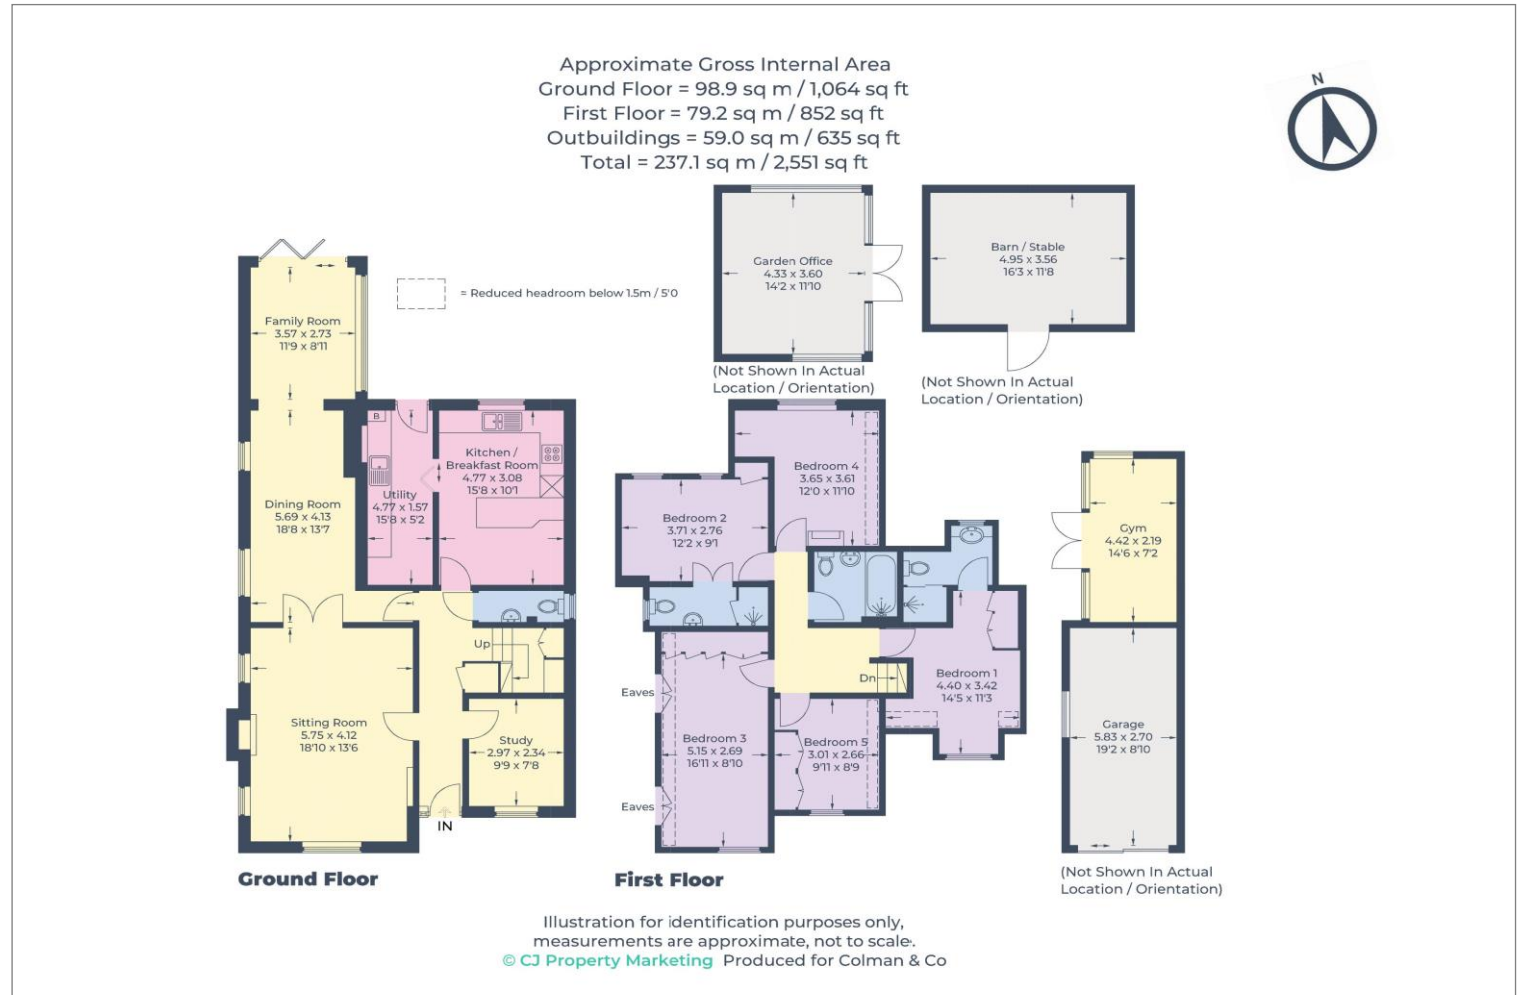 Approximate Gross Internal Area
Ground Floor = 98.9 sq m / 1,064 sq ft
First Floor = 79.2 sq m / 852 sq ft
Outbuildings = 59.0 sq m / 635 sq ft
Total = 237.1 sq m / 2,551 sq ft
N
Garden Office
4.33 x 3.60
14'2 x 11'10
(Not Shown In Actual
Location / Orientation)
Barn / Stable
4.95 x 3.56
16'3 x 11'8
(Not Shown In Actual
Location / Orientation)
= Reduced headroom below 1.5m / 5'0
Family Room
3.57 x 2.73
11'9 x 8'11
B
Kitchen /
Breakfast Room
4.77 x 3.08
15'8 x 10'1
Utility
4.77 x 1.57
15'8 x 5'2
Dining Room
5.69 x 4.13
18'8 x 13'7
Up
Sitting Room
5.75 x 4.12
18'10 x 13'6
Study
2.97 x 2.34
9'9 x 7'8
IN
Ground Floor
Bedroom 4
3.65 x 3.61
12'0 x 11'10
Bedroom 2
3.71 x 2.76
12'2 x 9'1
Dn
Bedroom 1
4.40 x 3.42
14'5 x 11'3
Eaves
Bedroom 3
5.15 x 2.69
16'11 x 8'10
Bedroom 5
3.01 x 2.66
9'11 x 8'9
Eaves
First Floor
Gym
4.42 x 2.19
14'6 x 7'2
Garage
5.83 x 2.70
19'2 x 8'10
(Not Shown In Actual
Location / Orientation)
Illustration for identification purposes only,
measurements are approximate, not to scale.
© CJ Property Marketing Produced for Colman & Co